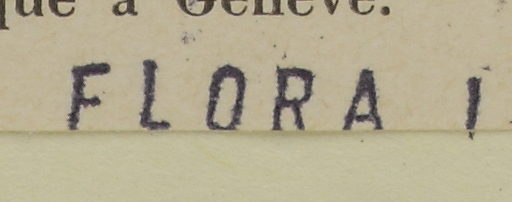 que à Genève.
FLORA I